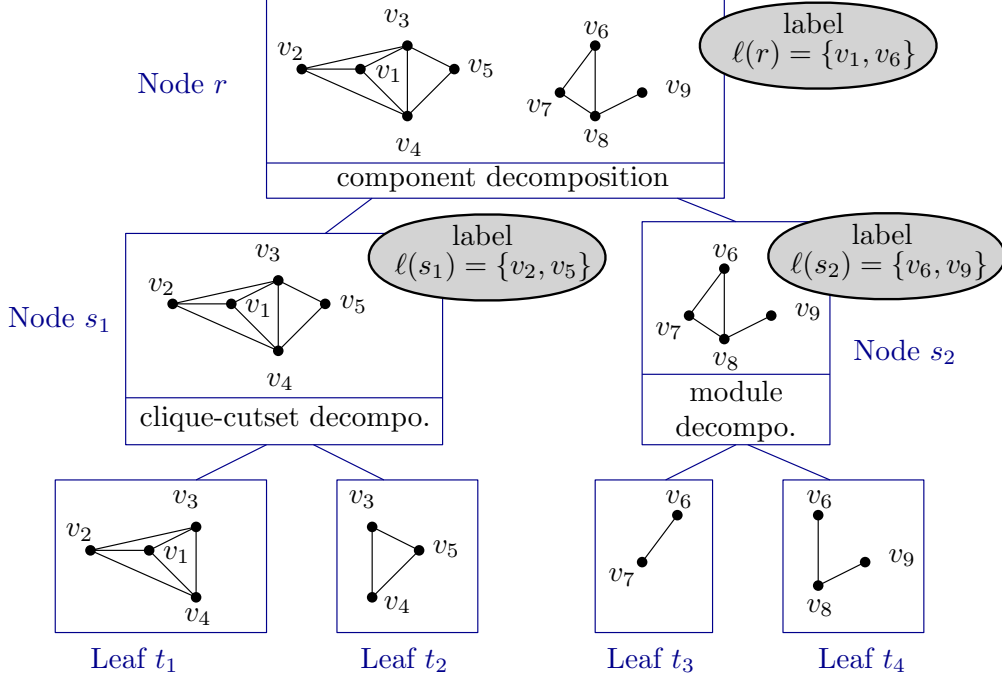 label
ℓ(r) = {v₁, v₆}
Node r
v₃
v₂
v₁
v₅
v₄
v₆
v₇
v₉
v₈
component decomposition
label
ℓ(s₁) = {v₂, v₅}
Node s₁
v₃
v₂
v₁
v₅
v₄
clique-cutset decompo.
label
ℓ(s₂) = {v₆, v₉}
Node s₂
v₆
v₇
v₉
v₈
module
decompo.
v₃
v₂
v₁
v₄
Leaf t₁
v₃
v₅
v₄
Leaf t₂
v₆
v₇
Leaf t₃
v₆
v₉
v₈
Leaf t₄